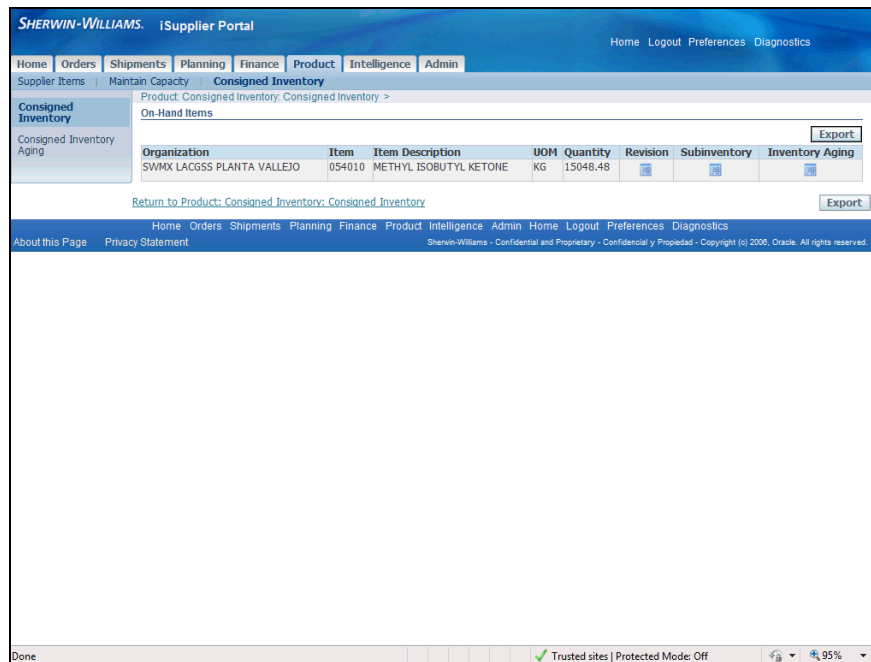 SHERWIN-WILLIAMS. iSupplier Portal
Home Logout Preferences Diagnostics
Home Orders Shipments Planning Finance Product Intelligence Admin
Supplier Items | Maintain Capacity | Consigned Inventory
Consigned Inventory
Consigned Inventory Aging
Product: Consigned Inventory: Consigned Inventory >
On-Hand Items
Export
Organization Item Item Description UOM Quantity Revision Subinventory Inventory Aging
SWMX LACGSS PLANTA VALLEJO 054010 METHYL ISOBUTYL KETONE KG 15048.48
Return to Product: Consigned Inventory: Consigned Inventory
Export
Home Orders Shipments Planning Finance Product Intelligence Admin Home Logout Preferences Diagnostics
About this Page Privacy Statement Sherwin-Williams - Confidential and Proprietary - Confidencial y Propiedad - Copyright (c) 2006, Oracle. All rights reserved.
Done Trusted sites | Protected Mode: Off 95%